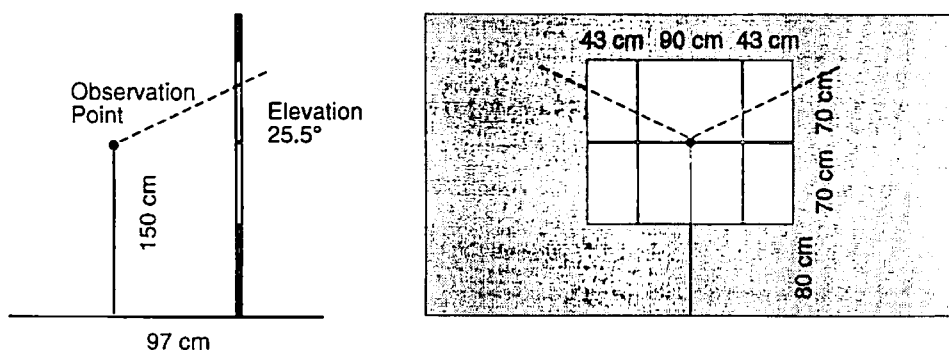 Observation
Point
Elevation
25.5°
150 cm
97 cm
43 cm 90 cm 43 cm
70 cm
70 cm
80 cm